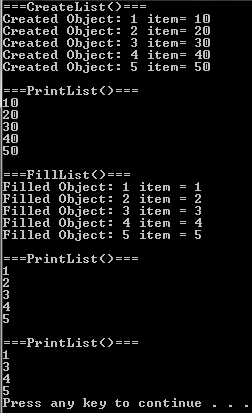 ===CreateList()===
Created Object: 1 item= 10
Created Object: 2 item= 20
Created Object: 3 item= 30
Created Object: 4 item= 40
Created Object: 5 item= 50
===PrintList()===
10
20
30
40
50
===FillList()===
Filled Object: 1 item = 1
Filled Object: 2 item = 2
Filled Object: 3 item = 3
Filled Object: 4 item = 4
Filled Object: 5 item = 5
===PrintList()===
1
2
3
4
5
===PrintList()===
1
3
4
5
Press any key to continue . . .